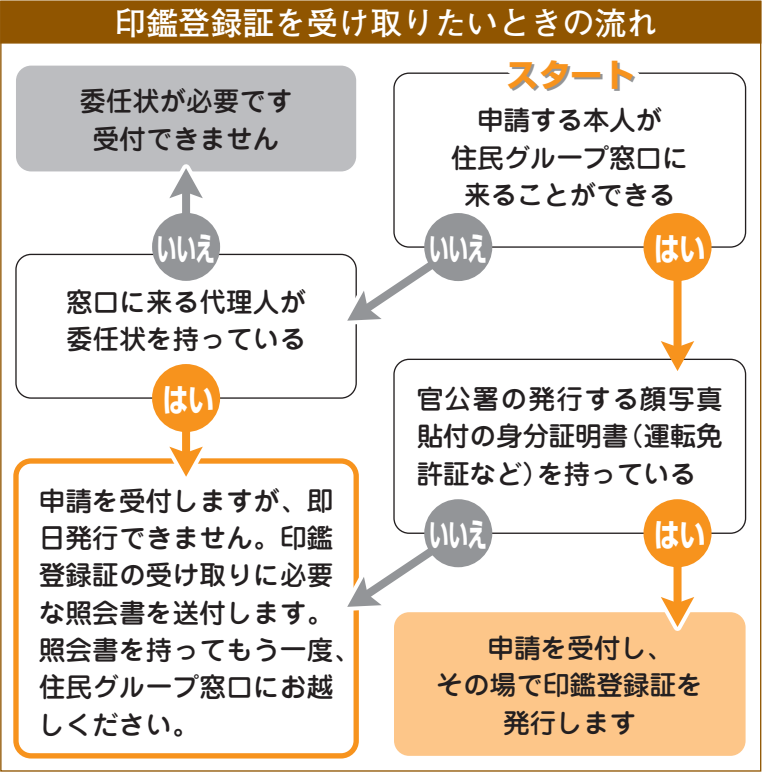 印鑑登録証を受け取りたいときの流れ
スタート
申請する本人が
住民グループ窓口に
来ることができる
いいえ
はい
窓口に来る代理人が
委任状を持っている
いいえ
はい
委任状が必要です
受付できません
官公署の発行する顔写真
貼付の身分証明書（運転免
許証など）を持っている
いいえ
はい
申請を受付しますが、即
日発行できません。印鑑
登録証の受け取りに必要
な照会書を送付します。
照会書を持ってもう一度、
住民グループ窓口にお越
しください。
申請を受付し、
その場で印鑑登録証を
発行します